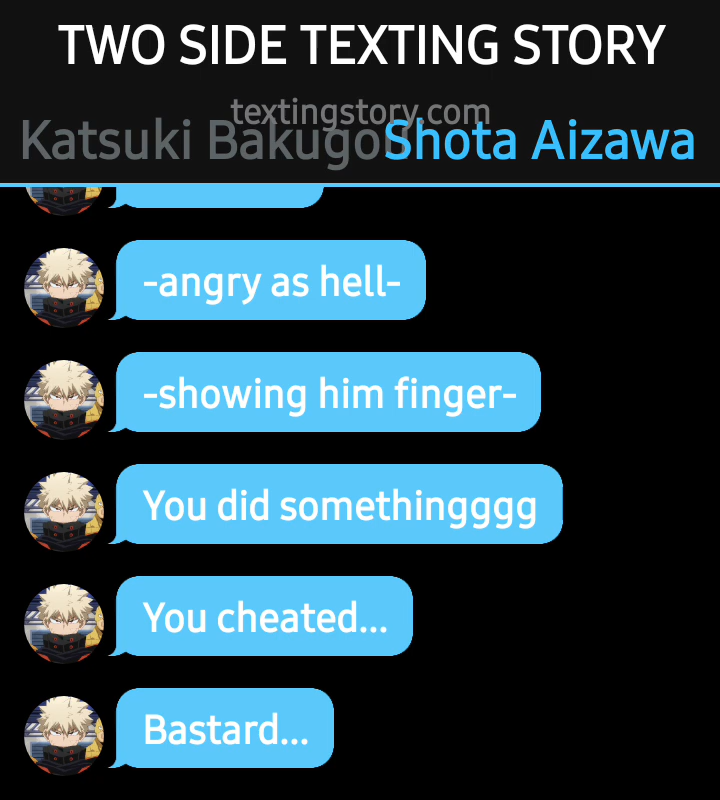 TWO SIDE TEXTING STORY
textingstory.com
Katsuki Bakugo Shota Aizawa
-angry as hell-
-showing him finger-
You did somethingggg
You cheated...
Bastard...